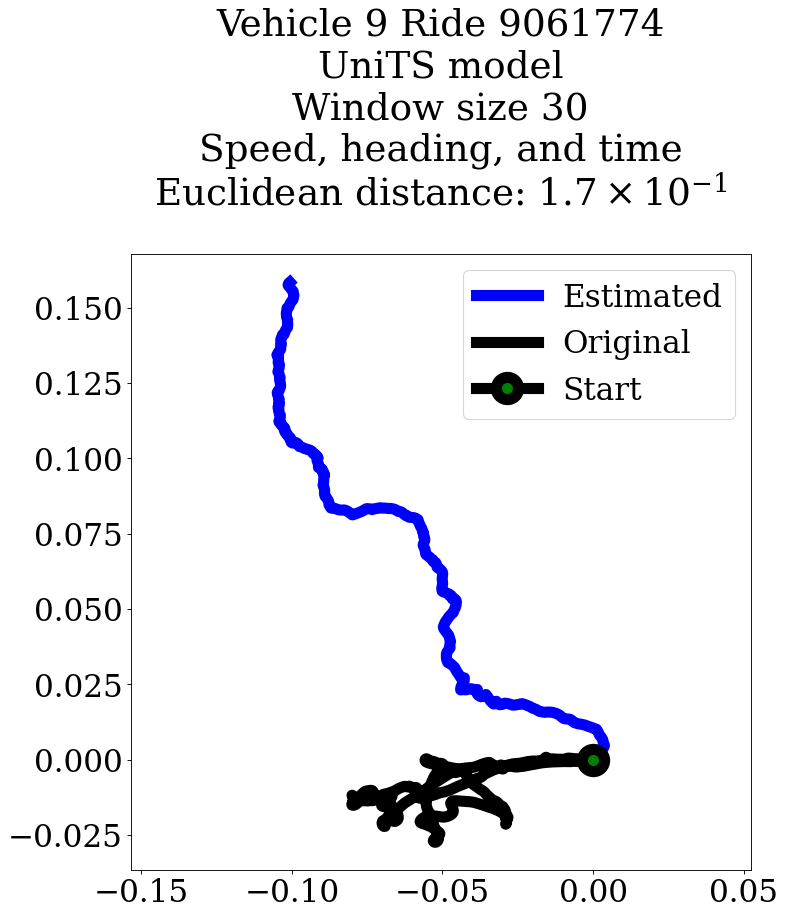 Vehicle 9 Ride 9061774
UniTS model
Window size 30
Speed, heading, and time
Euclidean distance: 1.7 × 10⁻¹
Estimated
Original
Start
0.150
0.125
0.100
0.075
0.050
0.025
0.000
−0.025
−0.15 −0.10 −0.05 0.00 0.05